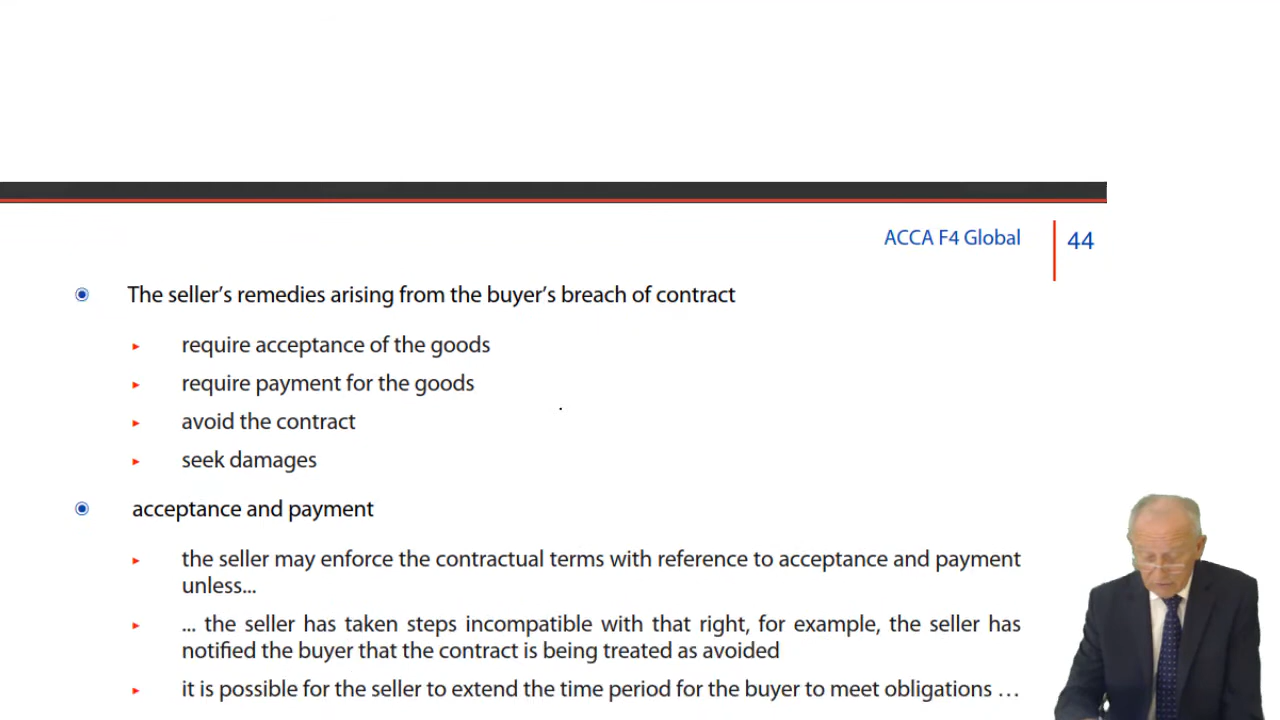 ACCA F4 Global 44
The seller’s remedies arising from the buyer’s breach of contract
require acceptance of the goods
require payment for the goods
avoid the contract
seek damages
acceptance and payment
the seller may enforce the contractual terms with reference to acceptance and payment
unless...
... the seller has taken steps incompatible with that right, for example, the seller has
notified the buyer that the contract is being treated as avoided
it is possible for the seller to extend the time period for the buyer to meet obligations …